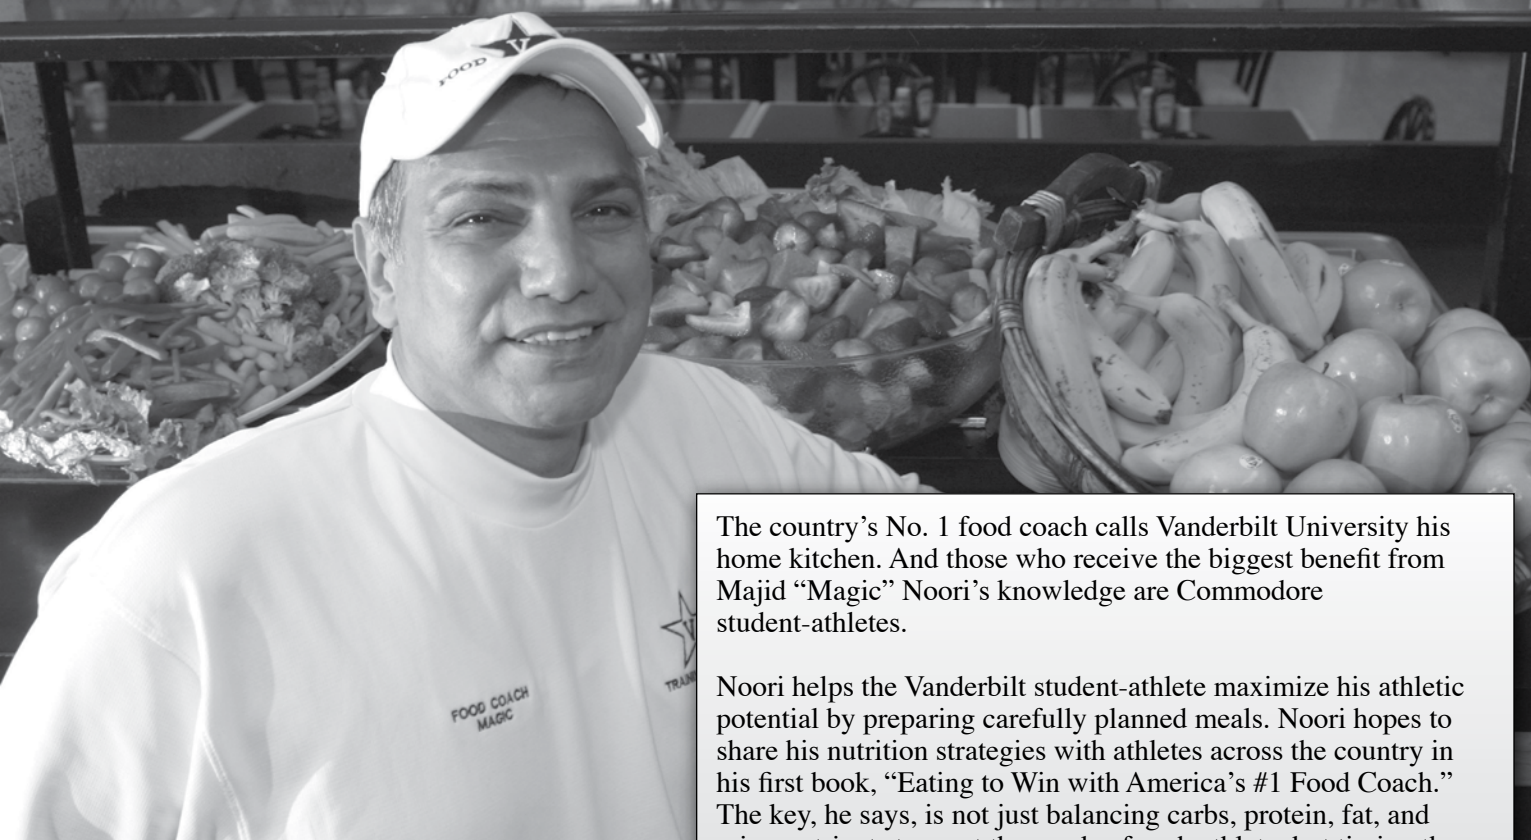 FOOD V
The country’s No. 1 food coach calls Vanderbilt University his
home kitchen. And those who receive the biggest benefit from
Majid “Magic” Noori’s knowledge are Commodore
student-athletes.
Noori helps the Vanderbilt student-athlete maximize his athletic
potential by preparing carefully planned meals. Noori hopes to
share his nutrition strategies with athletes across the country in
his first book, “Eating to Win with America’s #1 Food Coach.”
The key, he says, is not just balancing carbs, protein, fat, and
V
FOOD COACH
MAGIC